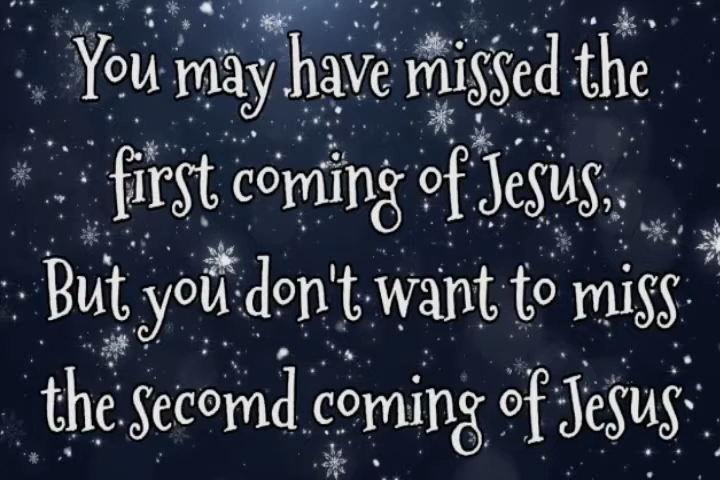 You may have missed the
first coming of Jesus,
But you don't want to miss
the secomd coming of Jesus